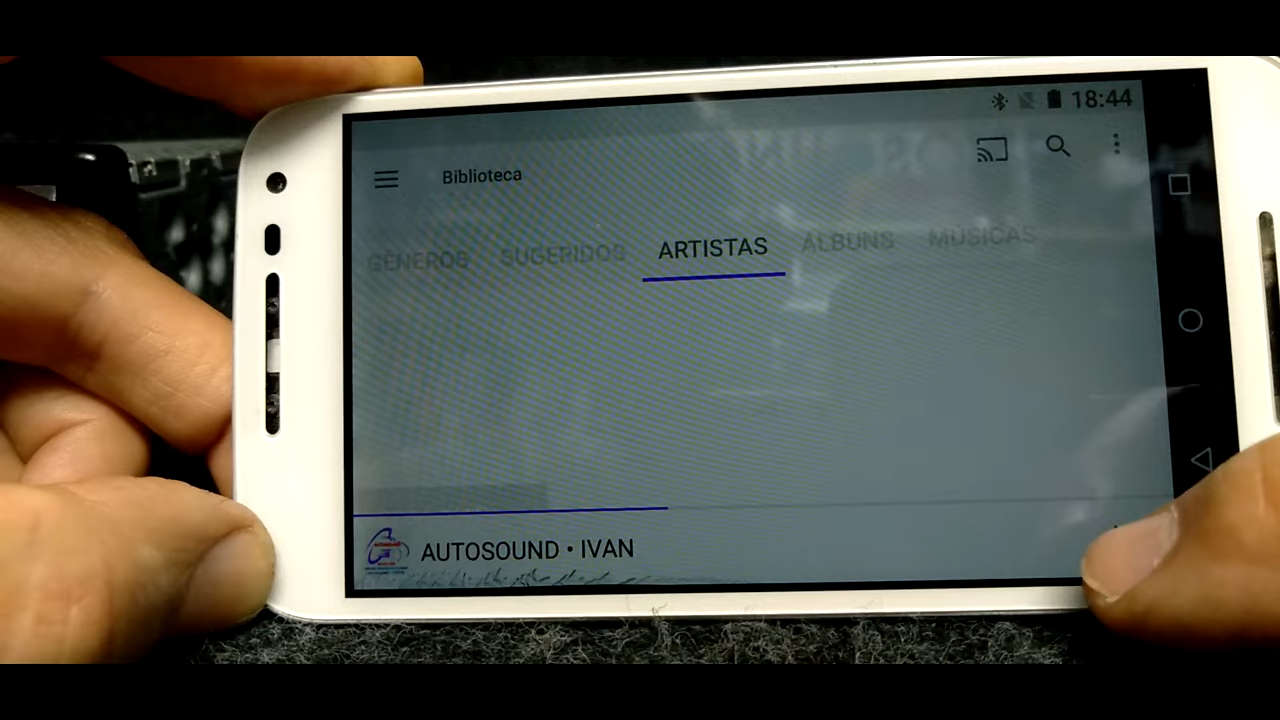 18:44
Biblioteca
GÊNEROS SUGERIDOS ARTISTAS ÁLBUNS MÚSICAS
AUTOSOUND • IVAN